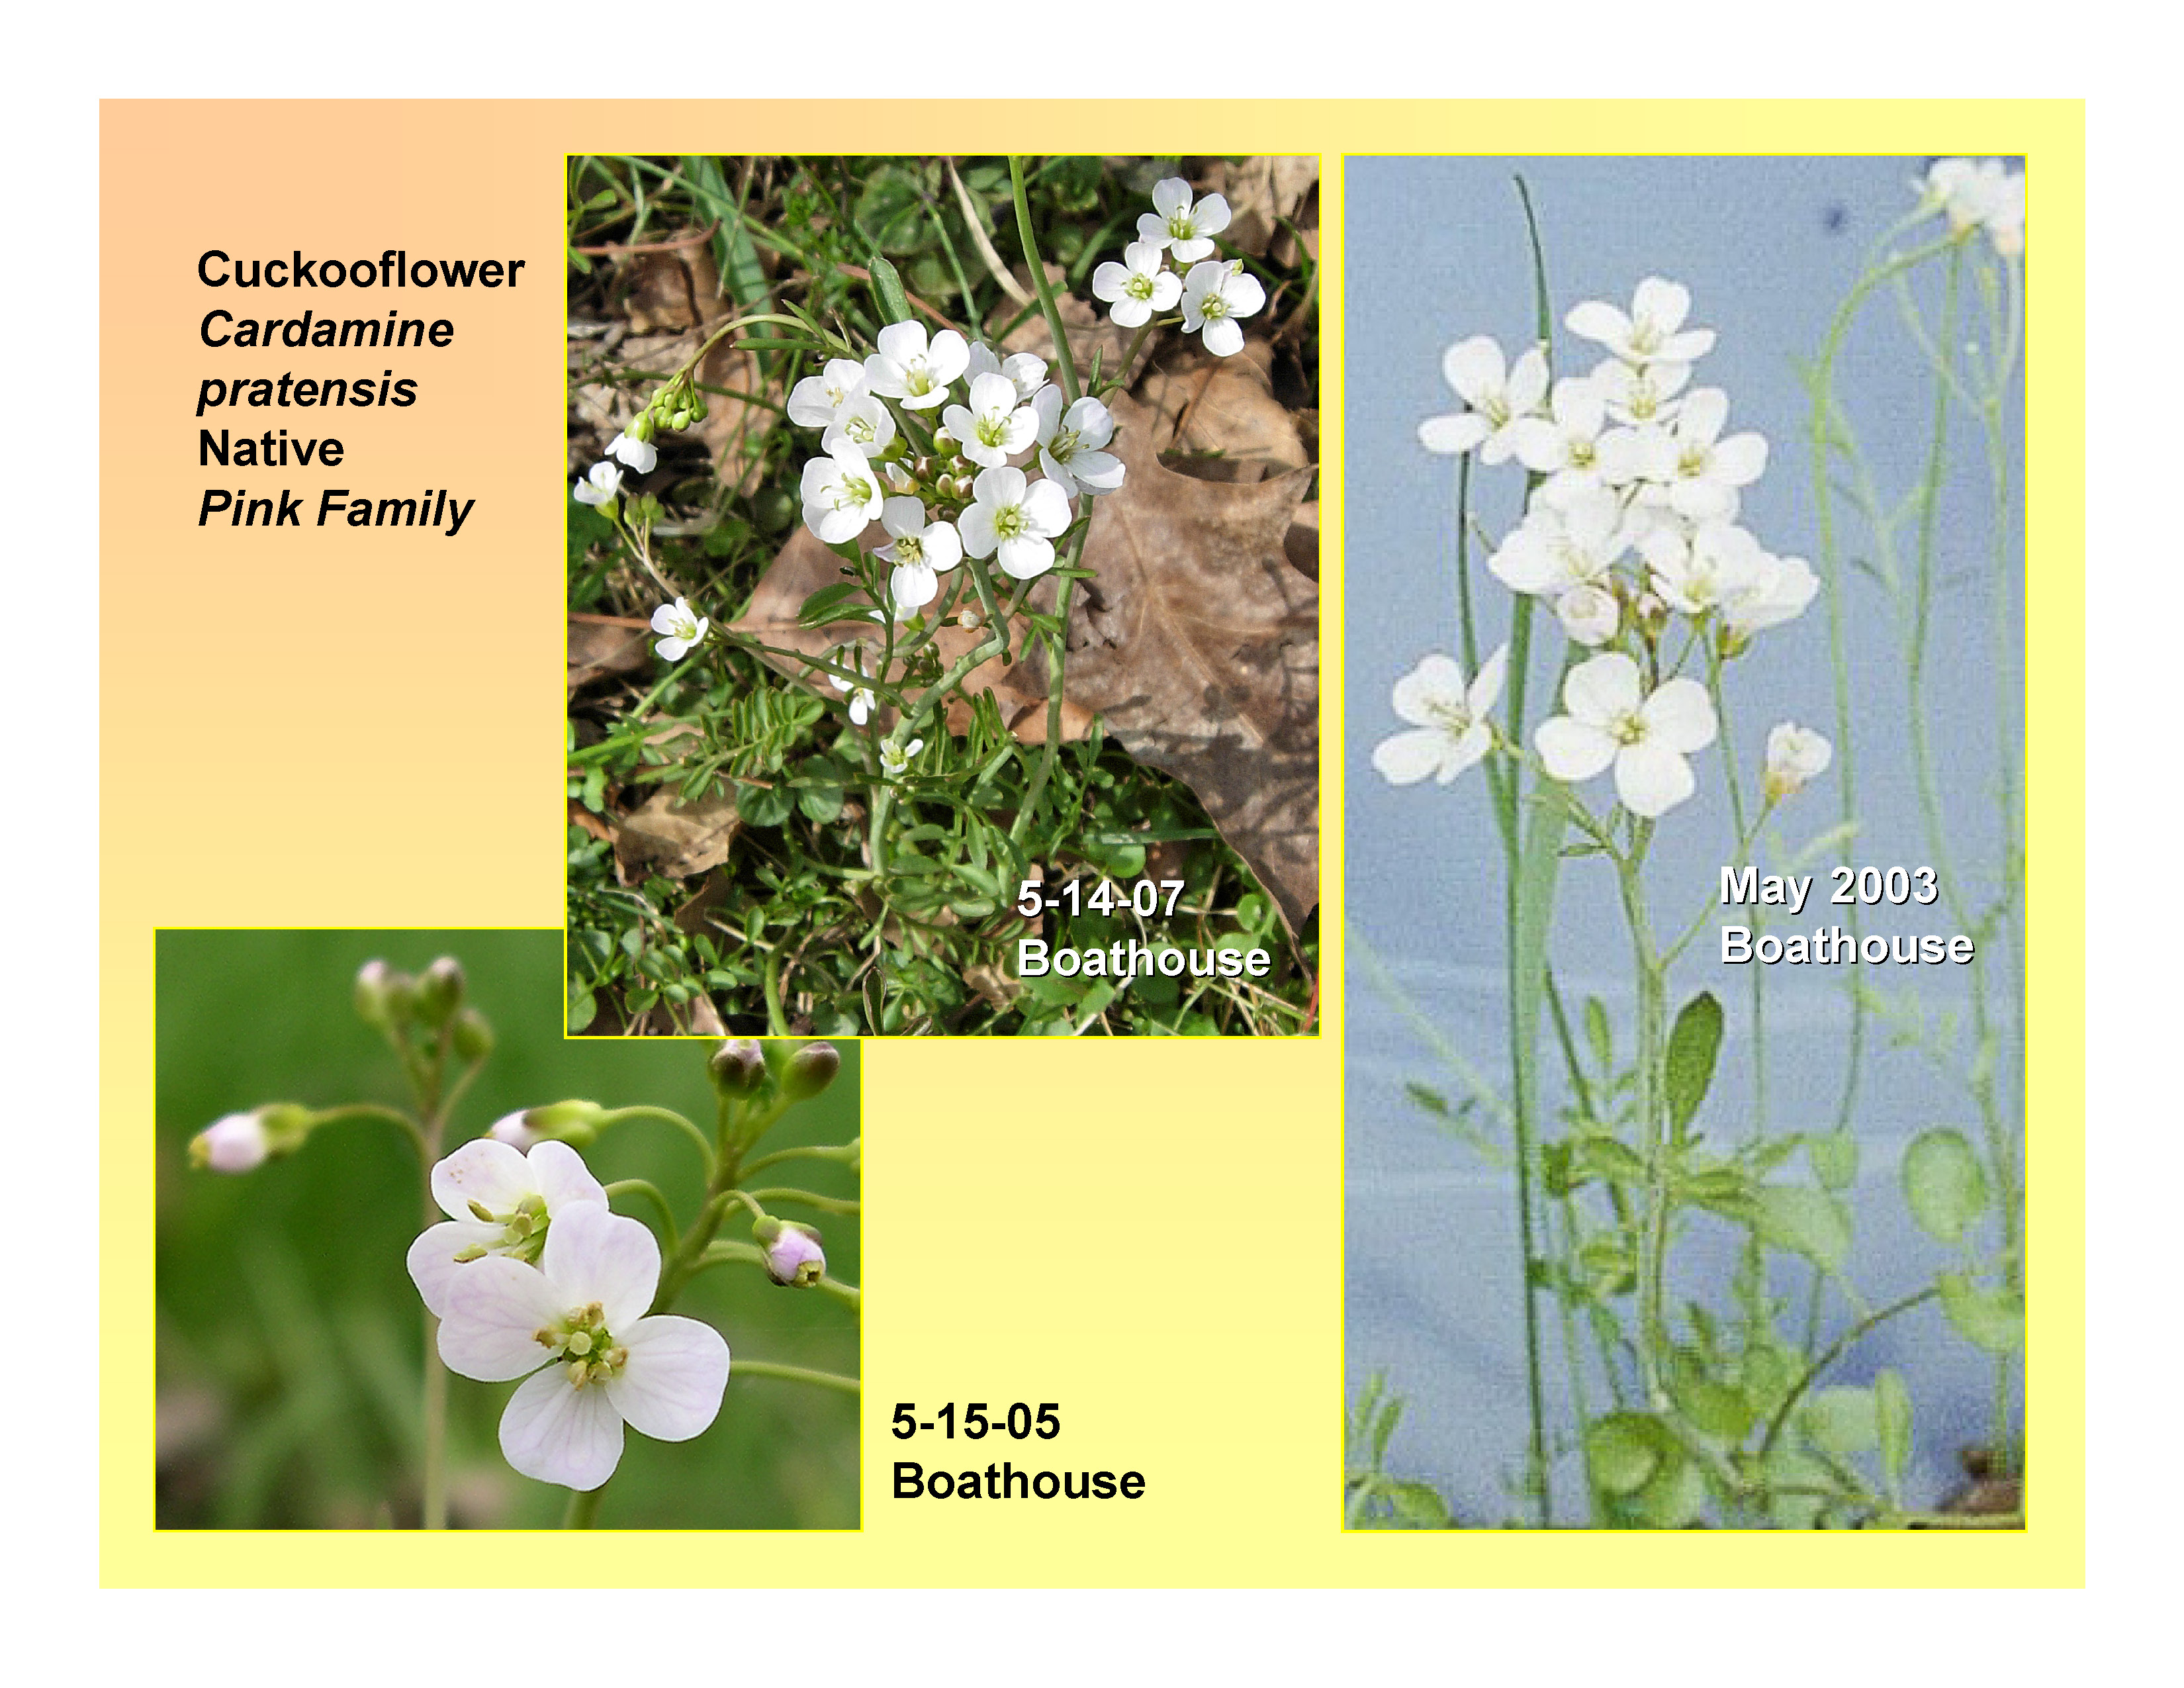 Cuckooflower
Cardamine
pratensis
Native
Pink Family
5-14-07
Boathouse
May 2003
Boathouse
5-15-05
Boathouse